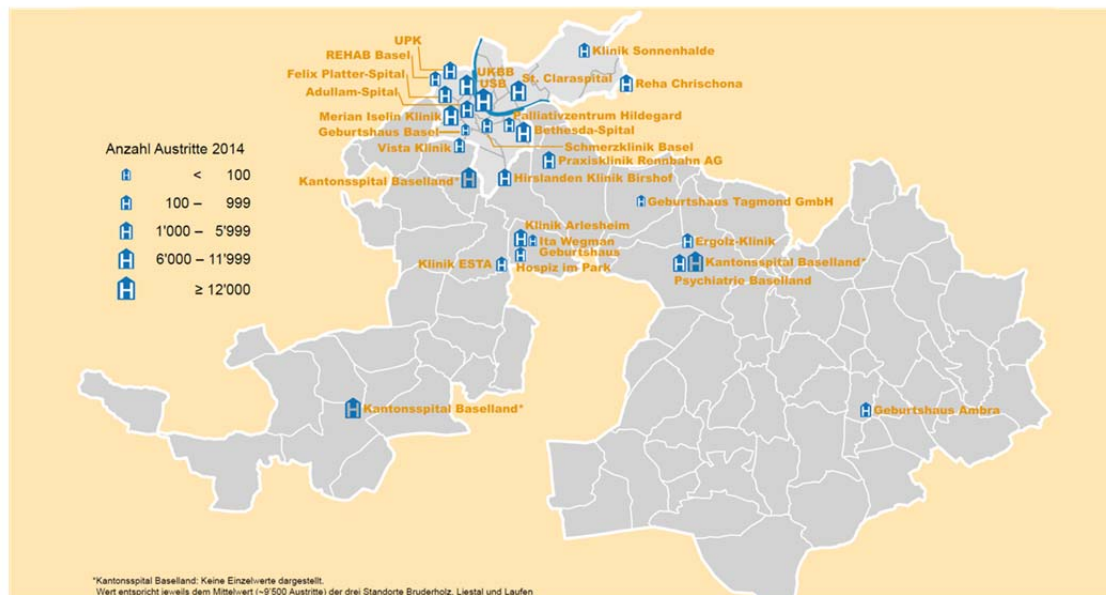 UPK
Klinik Sonnenhalde
REHAB Basel
Felix Platter-Spital
UKBB
USB
St. Claraspital
Reha Chrischona
Adullam-Spital
Merian Iselin Klinik
Palliativzentrum Hildegard
Geburtshaus Basel
Bethesda-Spital
Vista Klinik
Schmerzklinik Basel
Praxisklinik Rennbahn AG
Kantonsspital Baselland*
Hirslanden Klinik Birshof
Anzahl Austritte 2014
< 100
100 – 999
1'000 – 5'999
6'000 – 11'999
≥ 12'000
Geburtshaus Tagmond GmbH
Klinik Arlesheim
Ita Wegman
Geburtshaus
Ergolz-Klinik
Klinik ESTA
Hospiz im Park
Kantonsspital Baselland*
Psychiatrie Baselland
Kantonsspital Baselland*
Geburtshaus Ambra
*Kantonsspital Baselland: Keine Einzelwerte dargestellt.
Wert entspricht jeweils dem Mittelwert (~9'500 Austritte) der drei Standorte Bruderholz, Liestal und Laufen